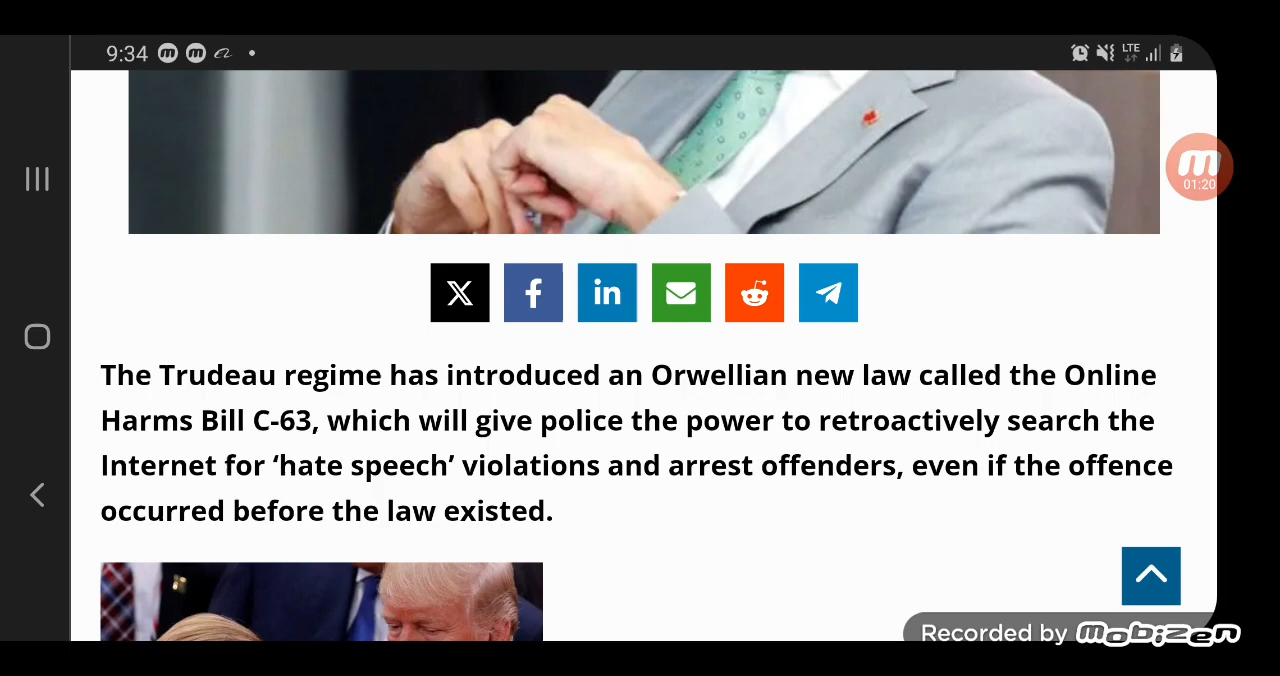 9:34
LTE
01:20
The Trudeau regime has introduced an Orwellian new law called the Online
Harms Bill C-63, which will give police the power to retroactively search the
Internet for ‘hate speech’ violations and arrest offenders, even if the offence
occurred before the law existed.
Recorded by mobizen